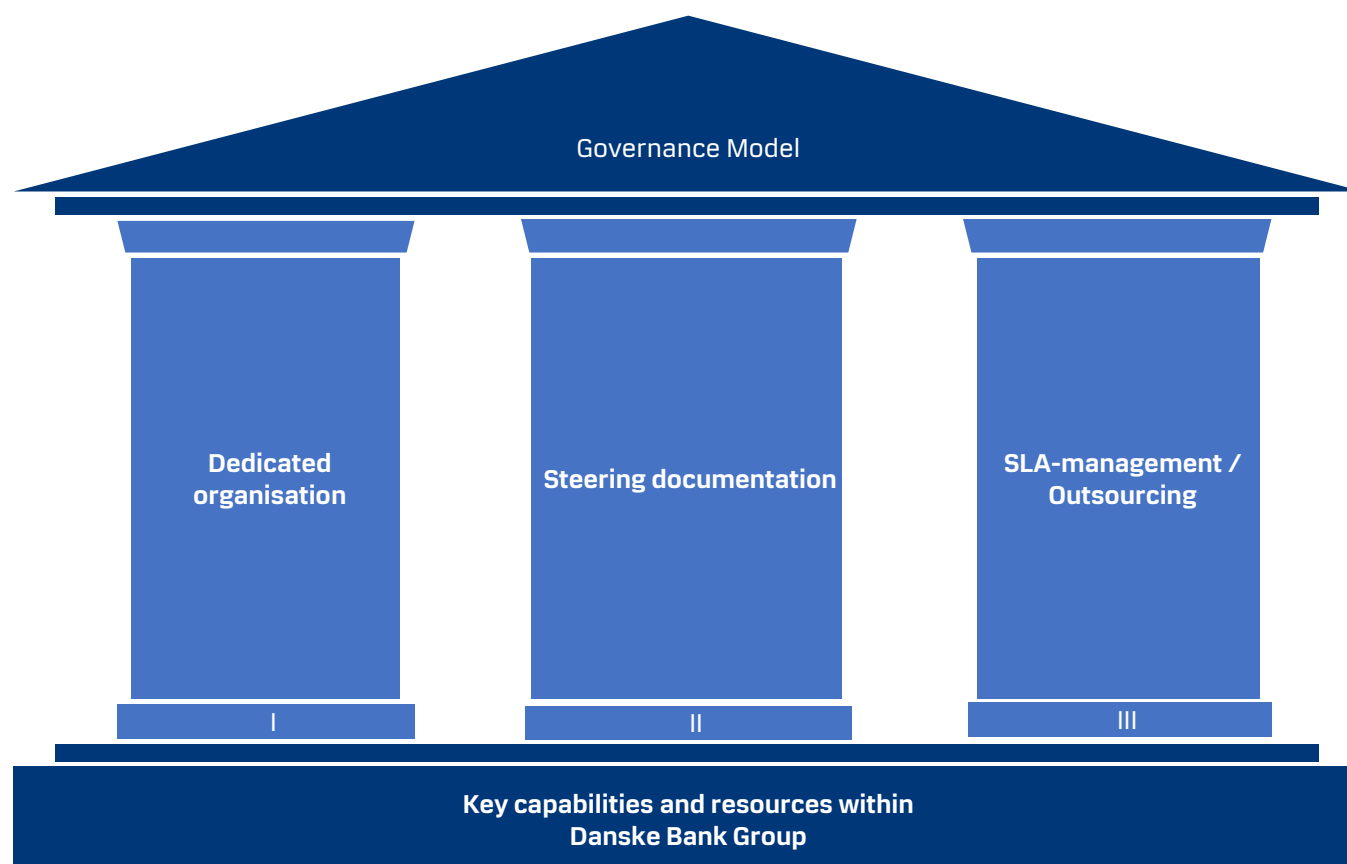 Governance Model
Dedicated
organisation
Steering documentation
SLA-management /
Outsourcing
I
II
III
Key capabilities and resources within
Danske Bank Group